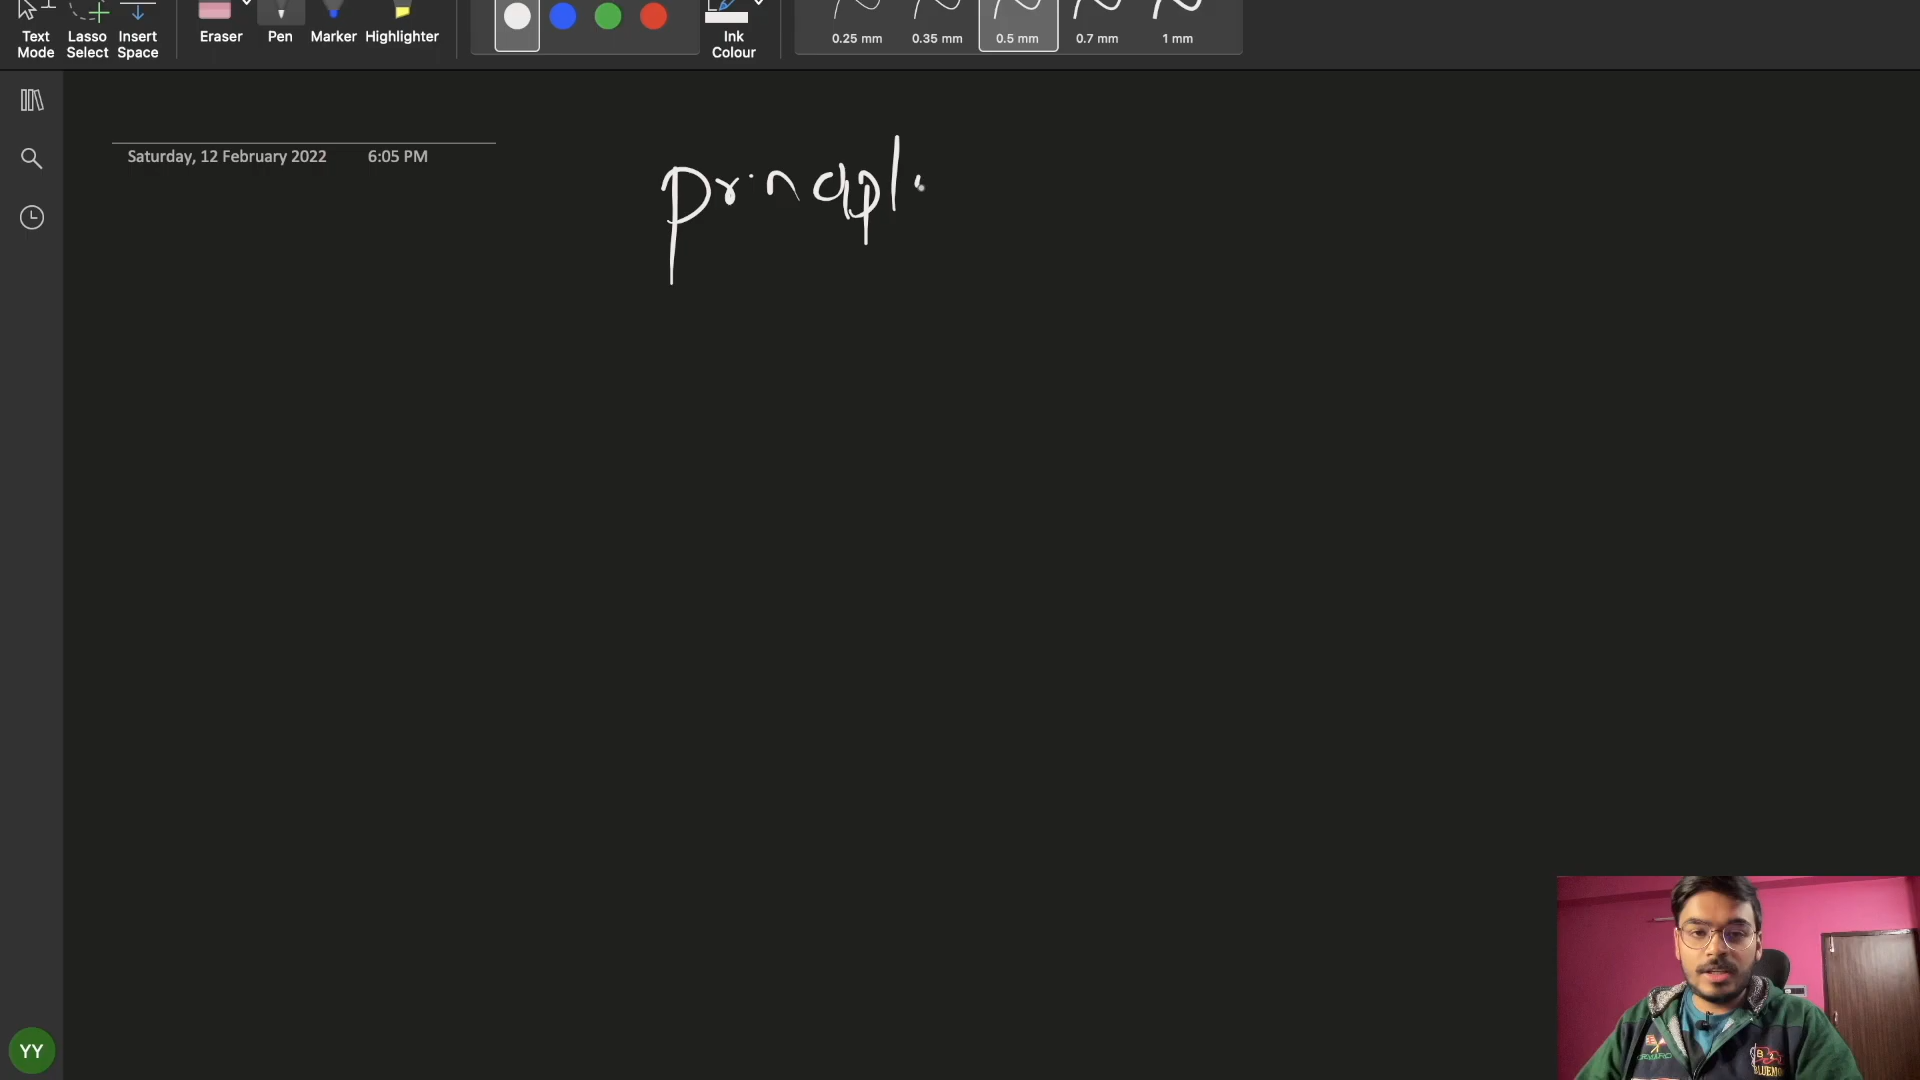 Text Mode
Lasso Select
Insert Space
Eraser
Pen
Marker
Highlighter
Ink Colour
0.25 mm
0.35 mm
0.5 mm
0.7 mm
1 mm
Saturday, 12 February 2022 6:05 PM
principl
YY